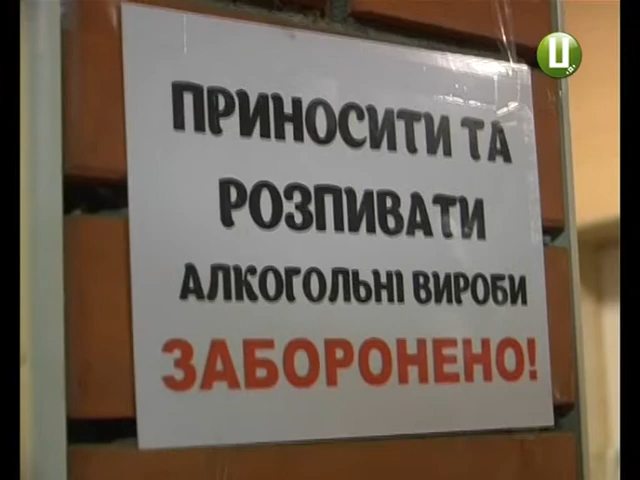 Ц
ПРИНОСИТИ ТА
РОЗПИВАТИ
АЛКОГОЛЬНІ ВИРОБИ
ЗАБОРОНЕНО!